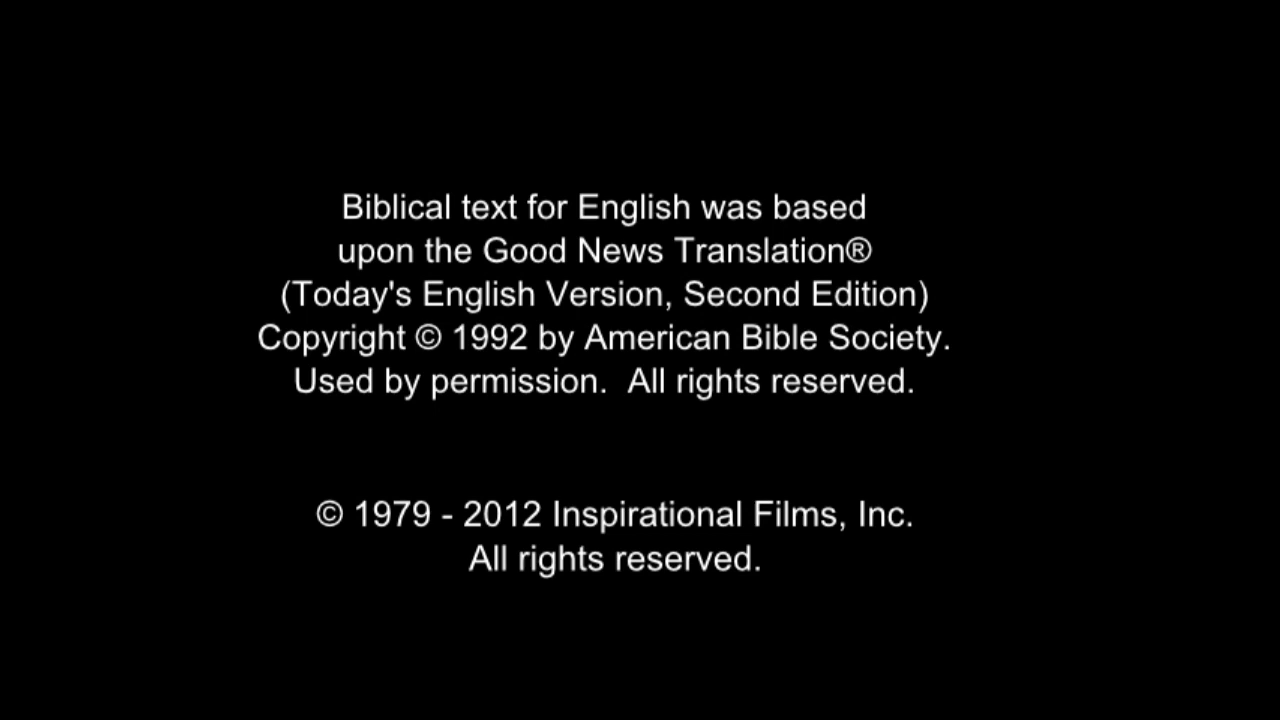 Biblical text for English was based
upon the Good News Translation®
(Today's English Version, Second Edition)
Copyright © 1992 by American Bible Society.
Used by permission.  All rights reserved.
© 1979 - 2012 Inspirational Films, Inc.
All rights reserved.